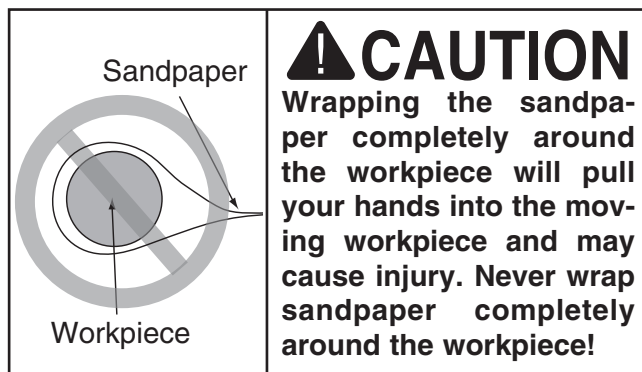 Sandpaper
Workpiece
CAUTION
Wrapping the sandpa-
per completely around
the workpiece will pull
your hands into the mov-
ing workpiece and may
cause injury. Never wrap
sandpaper completely
around the workpiece!